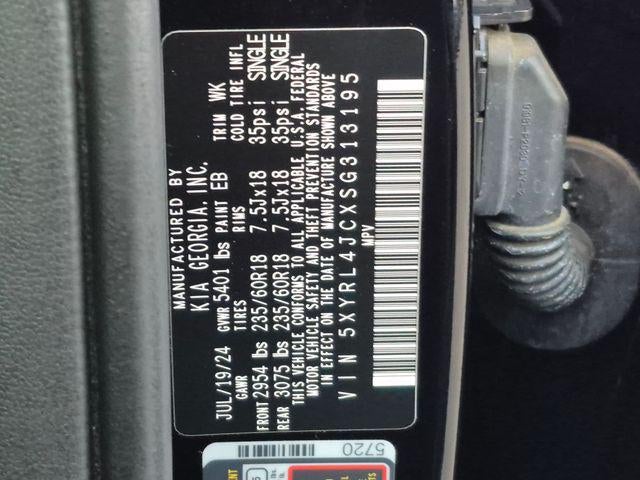 MANUFACTURED BY
KIA GEORGIA, INC.
JUL/19/24 GVWR 5401 lbs PAINT EB TRIM WK
GAWR TIRES RIMS COLD TIRE INFL
FRONT 2954 lbs 235/60R18 7.5Jx18 35psi SINGLE
REAR 3075 lbs 235/60R18 7.5Jx18 35psi SINGLE
THIS VEHICLE CONFORMS TO ALL APPLICABLE U.S.A. FEDERAL
MOTOR VEHICLE SAFETY AND THEFT PREVENTION STANDARDS
IN EFFECT ON THE DATE OF MANUFACTURE SHOWN ABOVE
VIN 5XYRL4JCXSG313195
MPV
5720